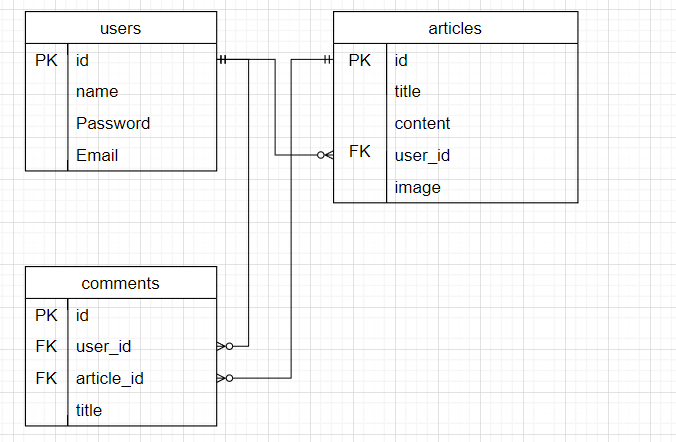 users
PK id
name
Password
Email
articles
PK id
title
content
FK user_id
image
comments
PK id
FK user_id
FK article_id
title